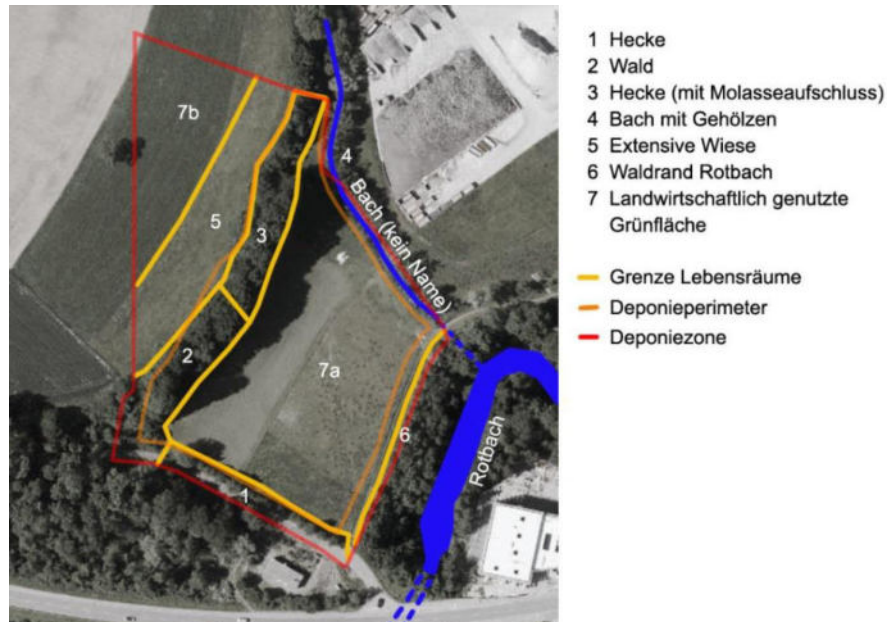 1 Hecke
2 Wald
3 Hecke (mit Molasseaufschluss)
4 Bach mit Gehölzen
5 Extensive Wiese
6 Waldrand Rotbach
7 Landwirtschaftlich genutzte
Grünfläche
Grenze Lebensräume
Deponieperimeter
Deponiezone
7b
4
Bach (kein Name)
5
3
2
7a
6
Rotbach
1